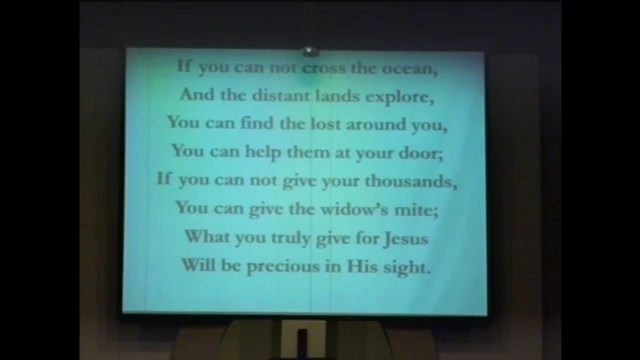 If you can not cross the ocean,
And the distant lands explore,
You can find the lost around you,
You can help them at your door;
If you can not give your thousands,
You can give the widow's mite;
What you truly give for Jesus
Will be precious in His sight.